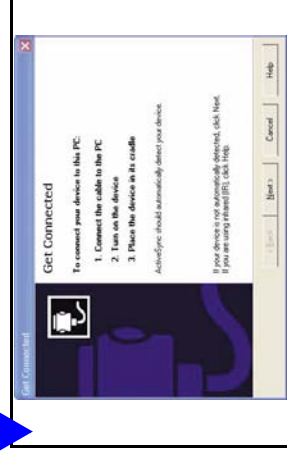 Get Connected
Get Connected
To connect your device to this PC:
1. Connect the cable to the PC
2. Turn on the device
3. Place the device in its cradle
ActiveSync should automatically detect your device.
If your device is not automatically detected, click Next.
If you are using infrared (IR), click Help.
< Back
Next >
Cancel
Help